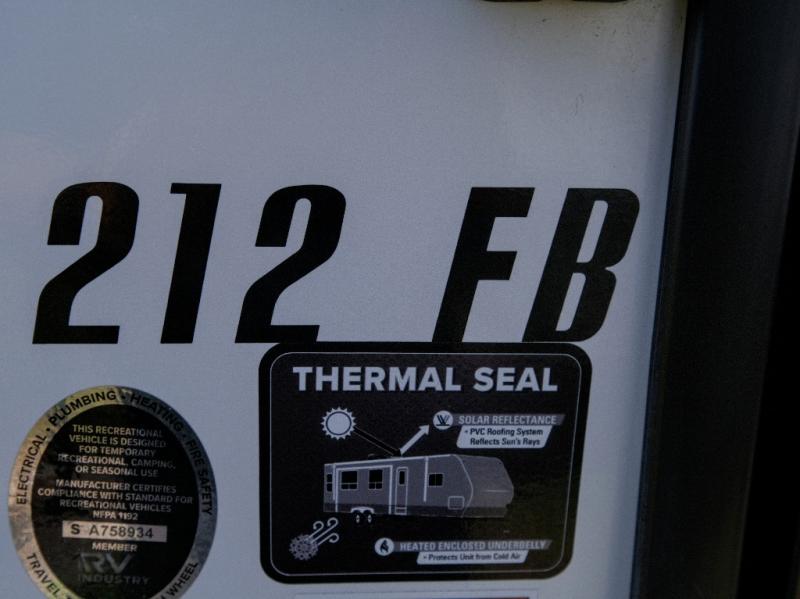 212 FB
THERMAL SEAL
SOLAR REFLECTANCE
• PVC Roofing System
Reflects Sun's Rays
HEATED ENCLOSED UNDERBELLY
• Protects Unit from Cold Air
ELECTRICAL • PLUMBING • HEATING • FIRE SAFETY
THIS RECREATIONAL
VEHICLE IS DESIGNED
FOR TEMPORARY
RECREATIONAL, CAMPING,
OR SEASONAL USE
MANUFACTURER CERTIFIES
COMPLIANCE WITH STANDARD FOR
RECREATIONAL VEHICLES
NFPA 1192
S A758934
MEMBER
RV
INDUSTRY
TRAVEL WHEEL